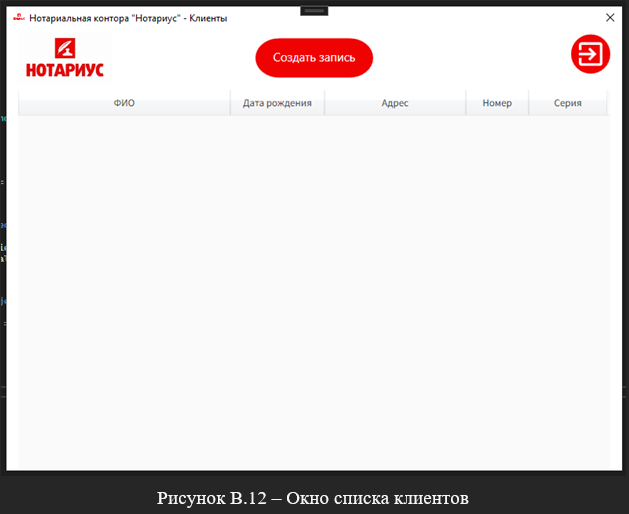 Нотариальная контора "Нотариус" - Клиенты
НОТАРИУС
Создать запись
ФИО Дата рождения Адрес Номер Серия
Рисунок В.12 – Окно списка клиентов